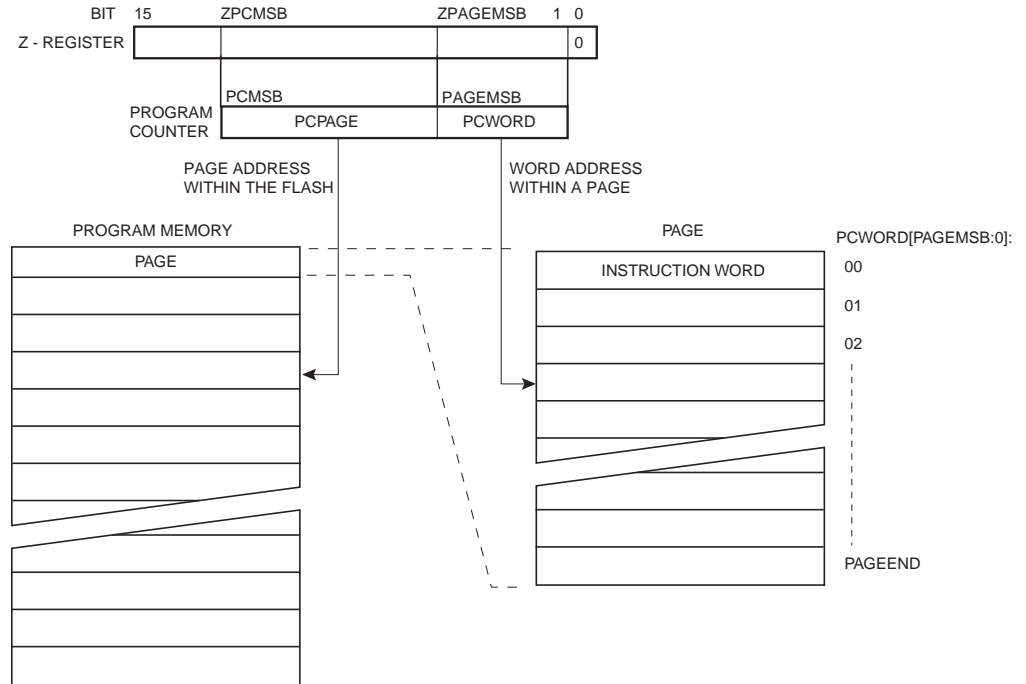 BIT 15 ZPCMSB ZPAGEMSB 1 0
Z - REGISTER 0
PCMSB PAGEMSB
PROGRAM
COUNTER
PCPAGE PCWORD
PAGE ADDRESS
WITHIN THE FLASH
WORD ADDRESS
WITHIN A PAGE
PROGRAM MEMORY
PAGE
PAGE
INSTRUCTION WORD
PCWORD[PAGEMSB:0]:
00
01
02
PAGEEND